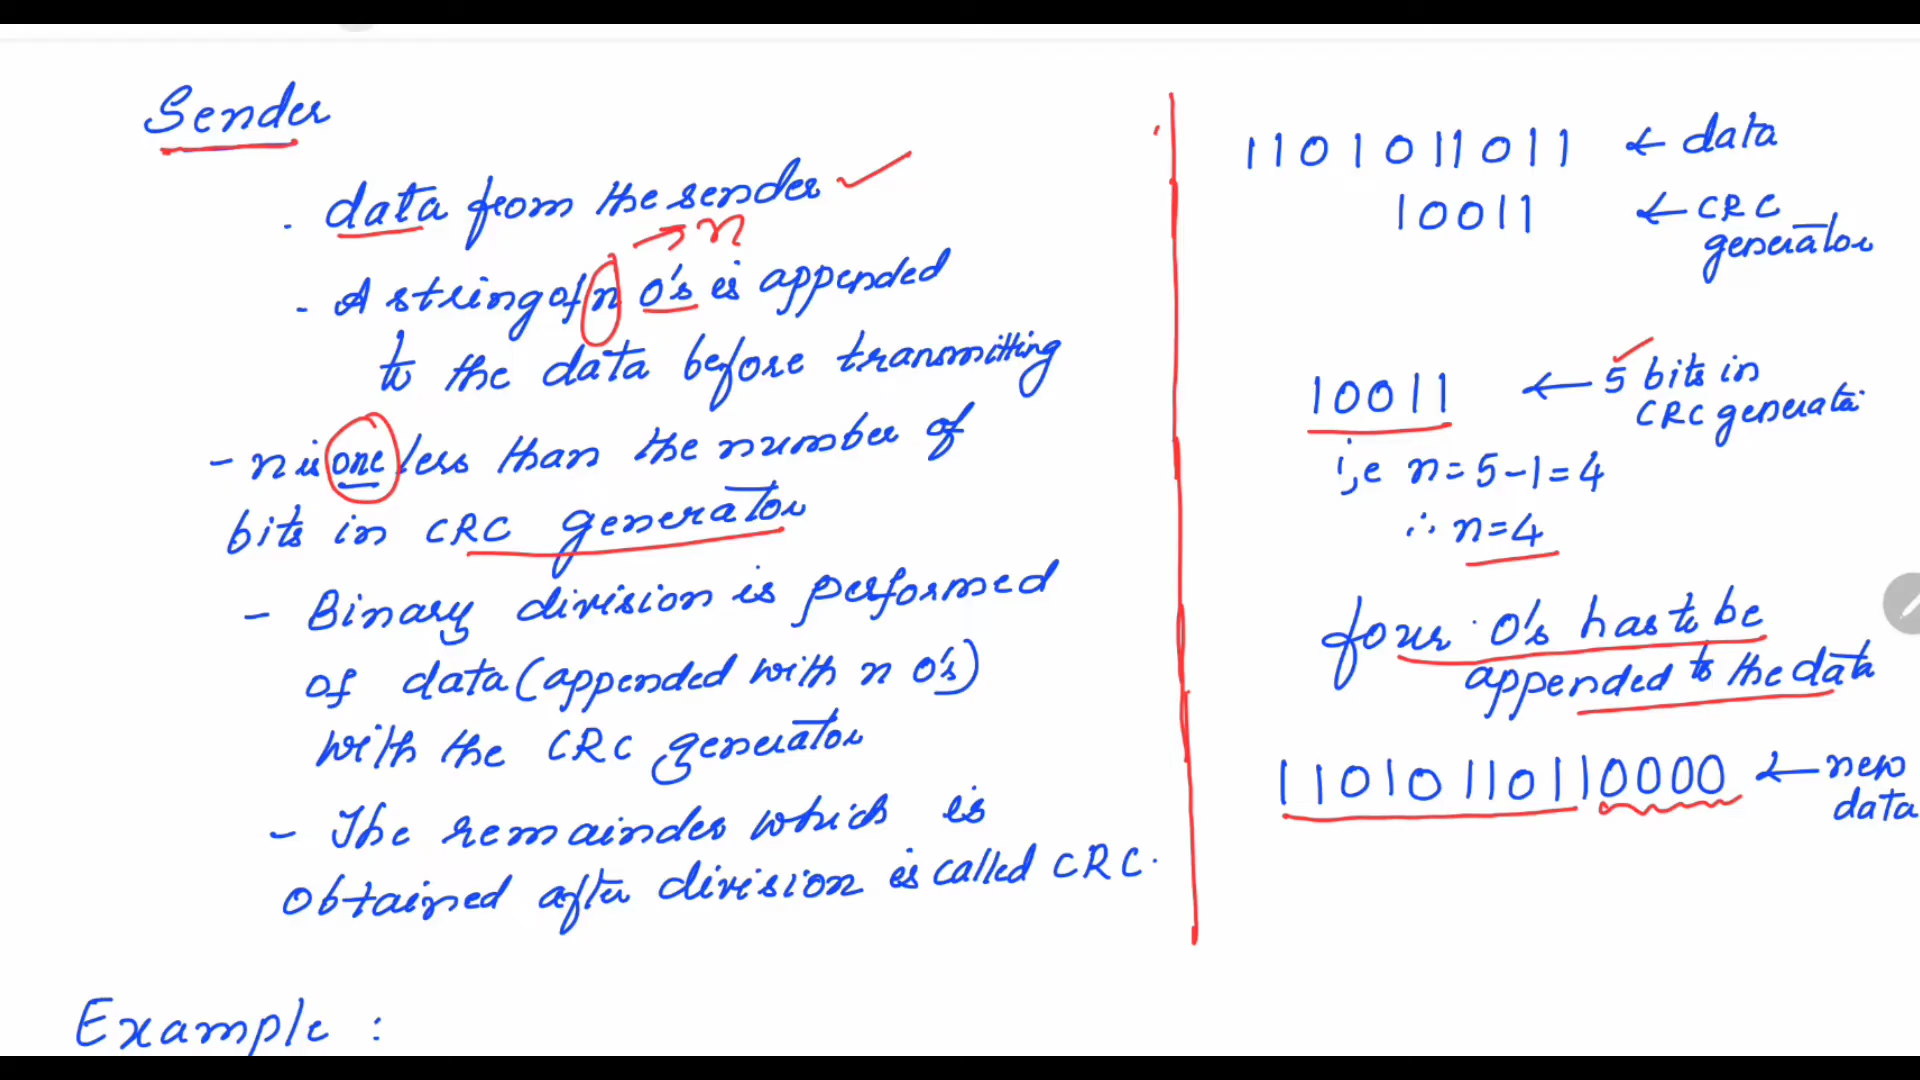 Sender
. data from the sender
→ n
- A string of n 0's is appended
to the data before transmitting
- n is one less than the number of
bits in CRC generator
- Binary division is performed
of data (appended with n 0's)
with the CRC generator
- The remainder which is
obtained after division is called CRC.
Example :
1101011011 ← data
10011 ← CRC
generator
10011 ← 5 bits in
CRC generato
i,e n = 5 - 1 = 4
∴ n = 4
four 0's has to be
appended to the data
11010110110000 ← new
data